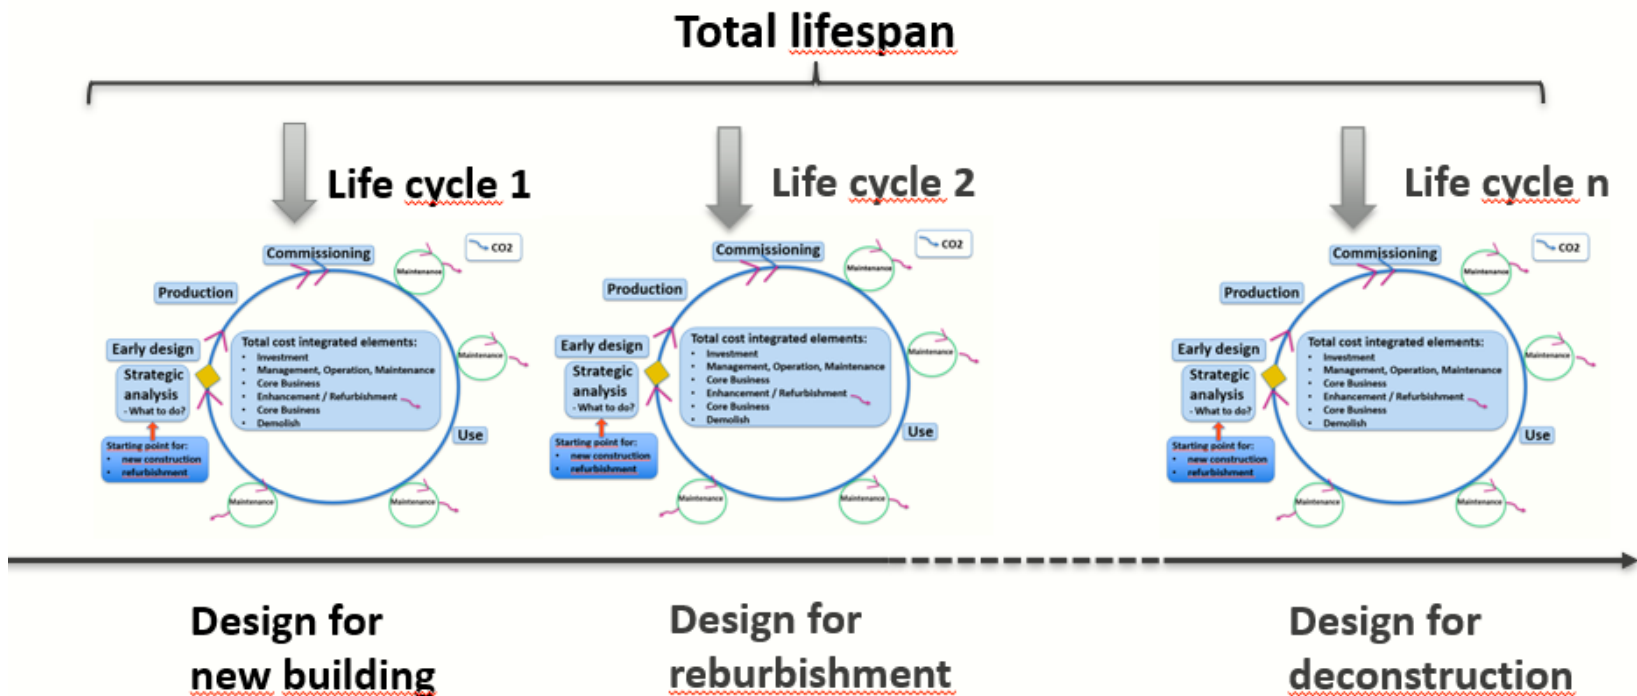 Total lifespan
Life cycle 1
Commissioning
CO2
Maintenance
Production
Early design
Strategic
analysis
- What to do?
Starting point for:
• new construction
• refurbishment
Total cost integrated elements:
• Investment
• Management, Operation, Maintenance
• Core Business
• Enhancement / Refurbishment
• Core Business
• Demolish
Maintenance
Use
Maintenance
Maintenance
Life cycle 2
Commissioning
CO2
Maintenance
Production
Early design
Strategic
analysis
- What to do?
Starting point for:
• new construction
• refurbishment
Total cost integrated elements:
• Investment
• Management, Operation, Maintenance
• Core Business
• Enhancement / Refurbishment
• Core Business
• Demolish
Maintenance
Use
Maintenance
Maintenance
Life cycle n
Commissioning
CO2
Maintenance
Production
Early design
Strategic
analysis
- What to do?
Starting point for:
• new construction
• refurbishment
Total cost integrated elements:
• Investment
• Management, Operation, Maintenance
• Core Business
• Enhancement / Refurbishment
• Core Business
• Demolish
Maintenance
Use
Maintenance
Maintenance
Design for
new building
Design for
reburbishment
Design for
deconstruction